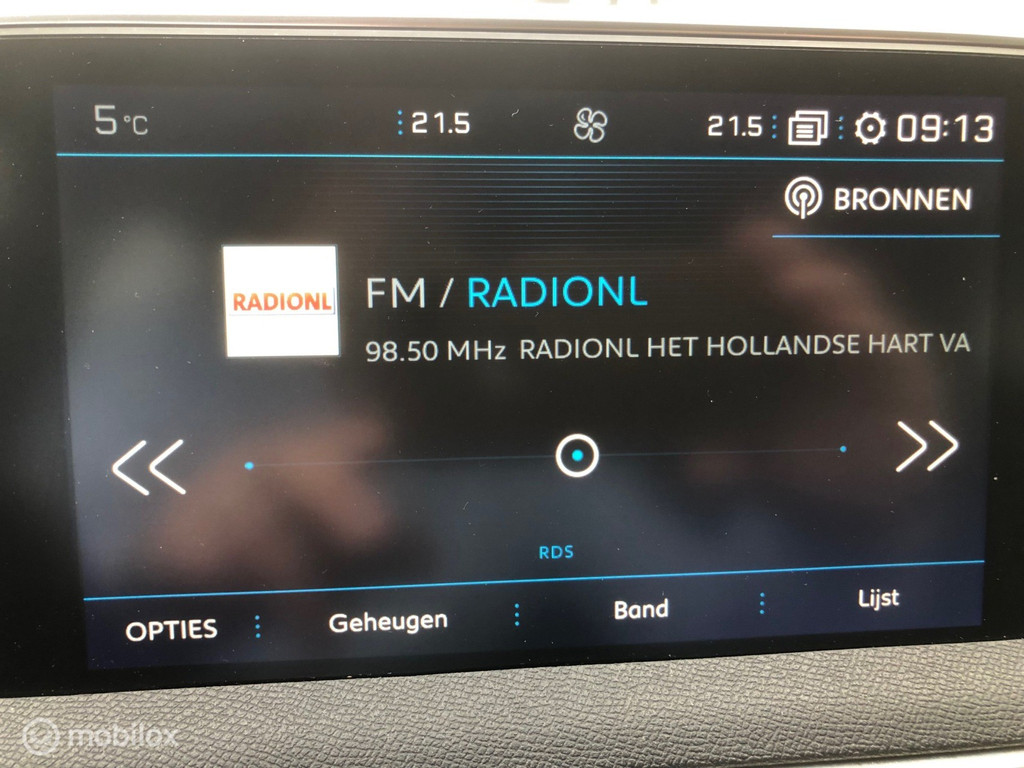 5 °C 21.5 21.5 09:13
BRONNEN
RADIONL
FM / RADIONL
98.50 MHz RADIONL HET HOLLANDSE HART VA
RDS
OPTIES Geheugen Band Lijst
mobilox